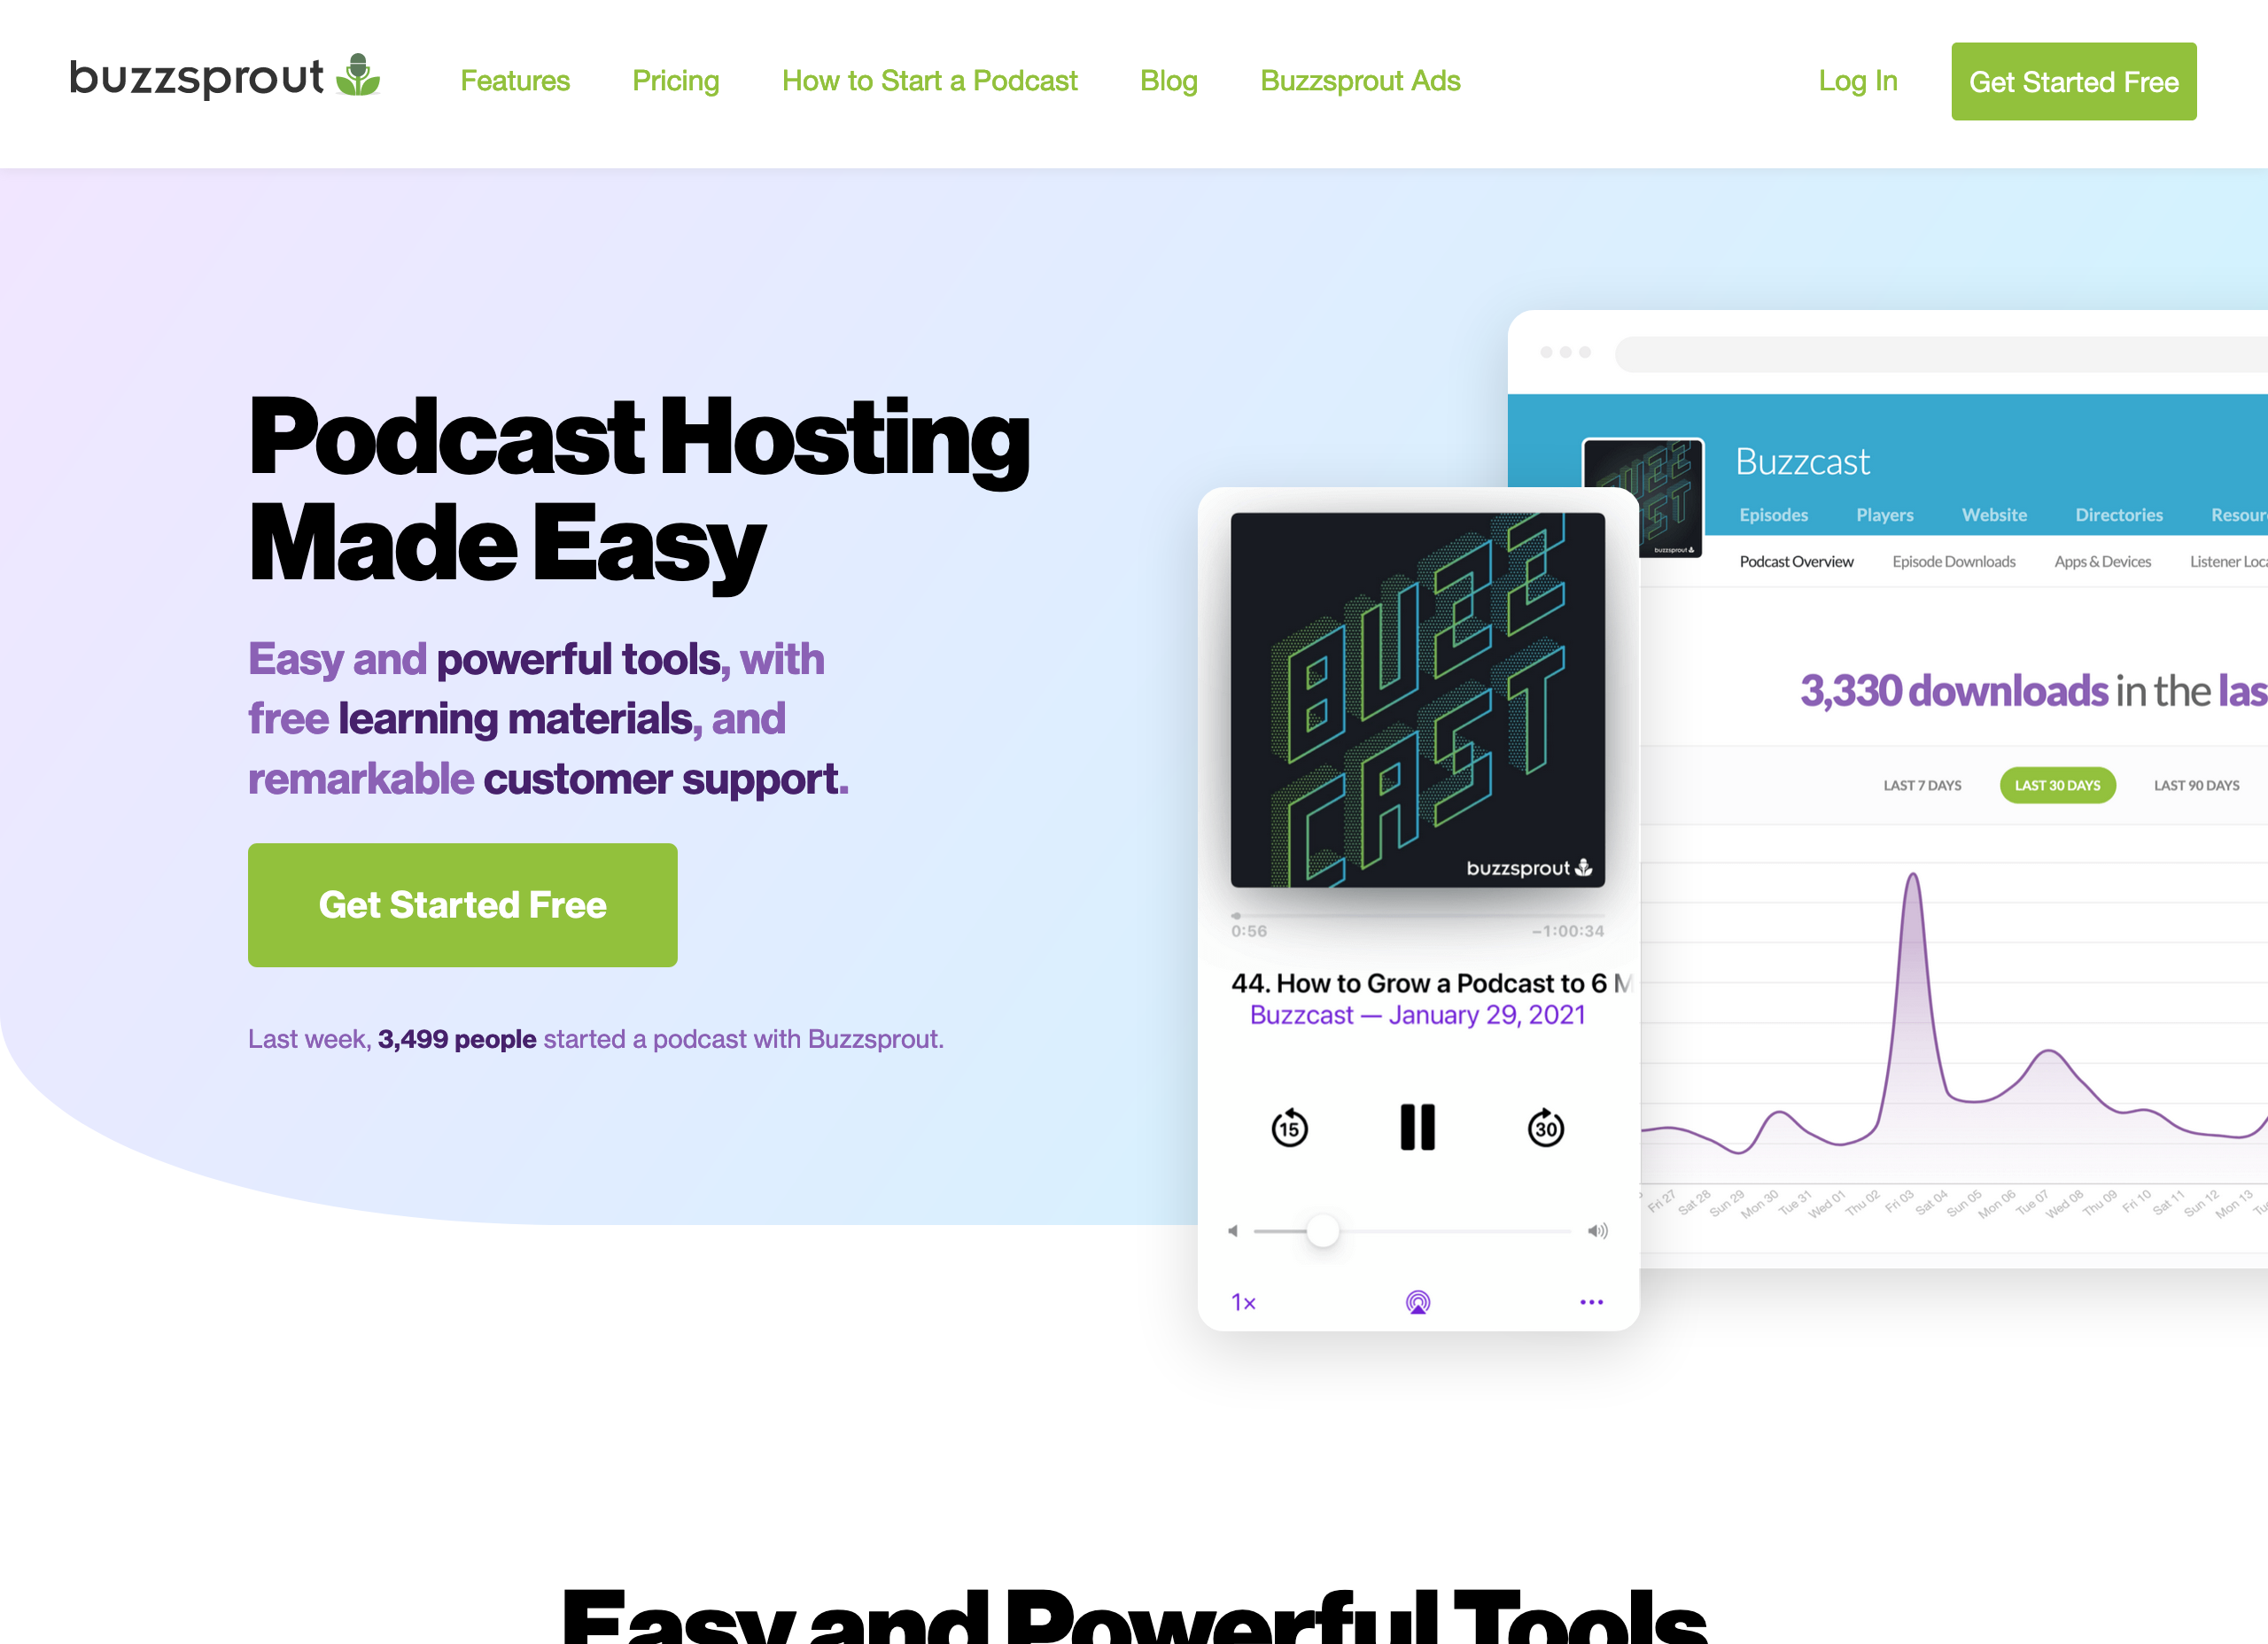 buzzsprout
Features
Pricing
How to Start a Podcast
Blog
Buzzsprout Ads
Log In
Get Started Free
Podcast Hosting
Made Easy
Easy and powerful tools, with
free learning materials, and
remarkable customer support.
Get Started Free
Last week, 3,499 people started a podcast with Buzzsprout.
BUZZ
CAST
buzzsprout
0:56
–1:00:34
44. How to Grow a Podcast to 6 M
Buzzcast — January 29, 2021
15
30
1×
Buzzcast
buzzsprout
Episodes
Players
Website
Directories
Podcast Overview
Episode Downloads
Apps & Devices
Listener
3,330 downloads in the
LAST 7 DAYS
LAST 30 DAYS
LAST 90 DAYS
Fri 27
Sat 28
Sun 29
Mon 30
Tue 31
Wed 01
Thu 02
Fri 03
Sat 04
Sun 05
Mon 06
Tue 07
Wed 08
Thu 09
Fri 10
Sat 11
Sun 12
Mon 13
Easy and Powerful Tools